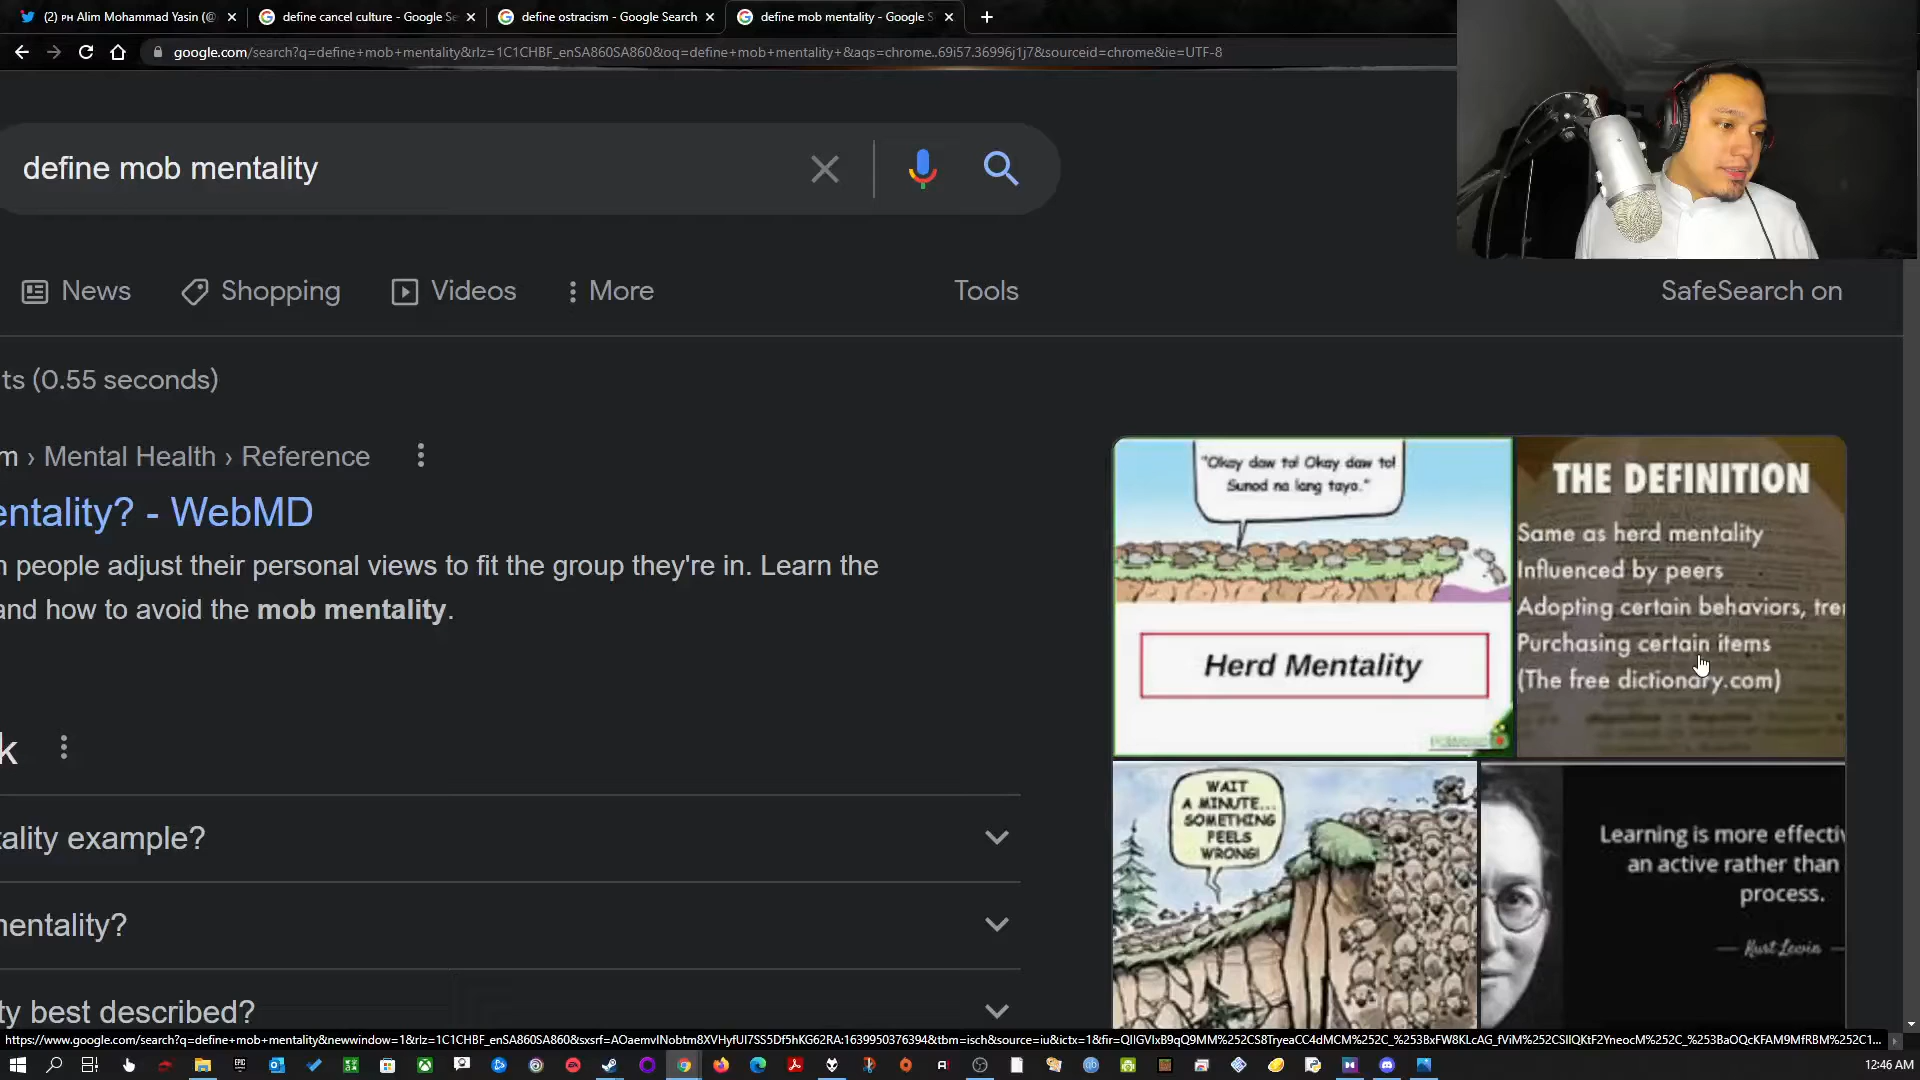 (2) PH Alim Mohammad Yasin (@
define cancel culture - Google Se
define ostracism - Google Search
define mob mentality - Google S
google.com/search?q=define+mob+mentality&rlz=1C1CHBF_enSA860SA860&oq=define+mob+mentality+&aqs=chrome..69i57.36996j1j7&sourceid=chrome&ie=UTF-8
define mob mentality
News
Shopping
Videos
More
Tools
SafeSearch on
ts (0.55 seconds)
m › Mental Health › Reference
entality? - WebMD
n people adjust their personal views to fit the group they're in. Learn the
and how to avoid the mob mentality.
k
tality example?
mentality?
ty best described?
"Okay daw to! Okay daw to!
Sunod na lang tayo."
Herd Mentality
THE DEFINITION
Same as herd mentality
Influenced by peers
Adopting certain behaviors, tre
Purchasing certain items
(The free dictionary.com)
WAIT
A MINUTE...
SOMETHING
FEELS
WRONG!
Learning is more effectiv
an active rather than
process.
— Kurt Lewin —
12:46 AM